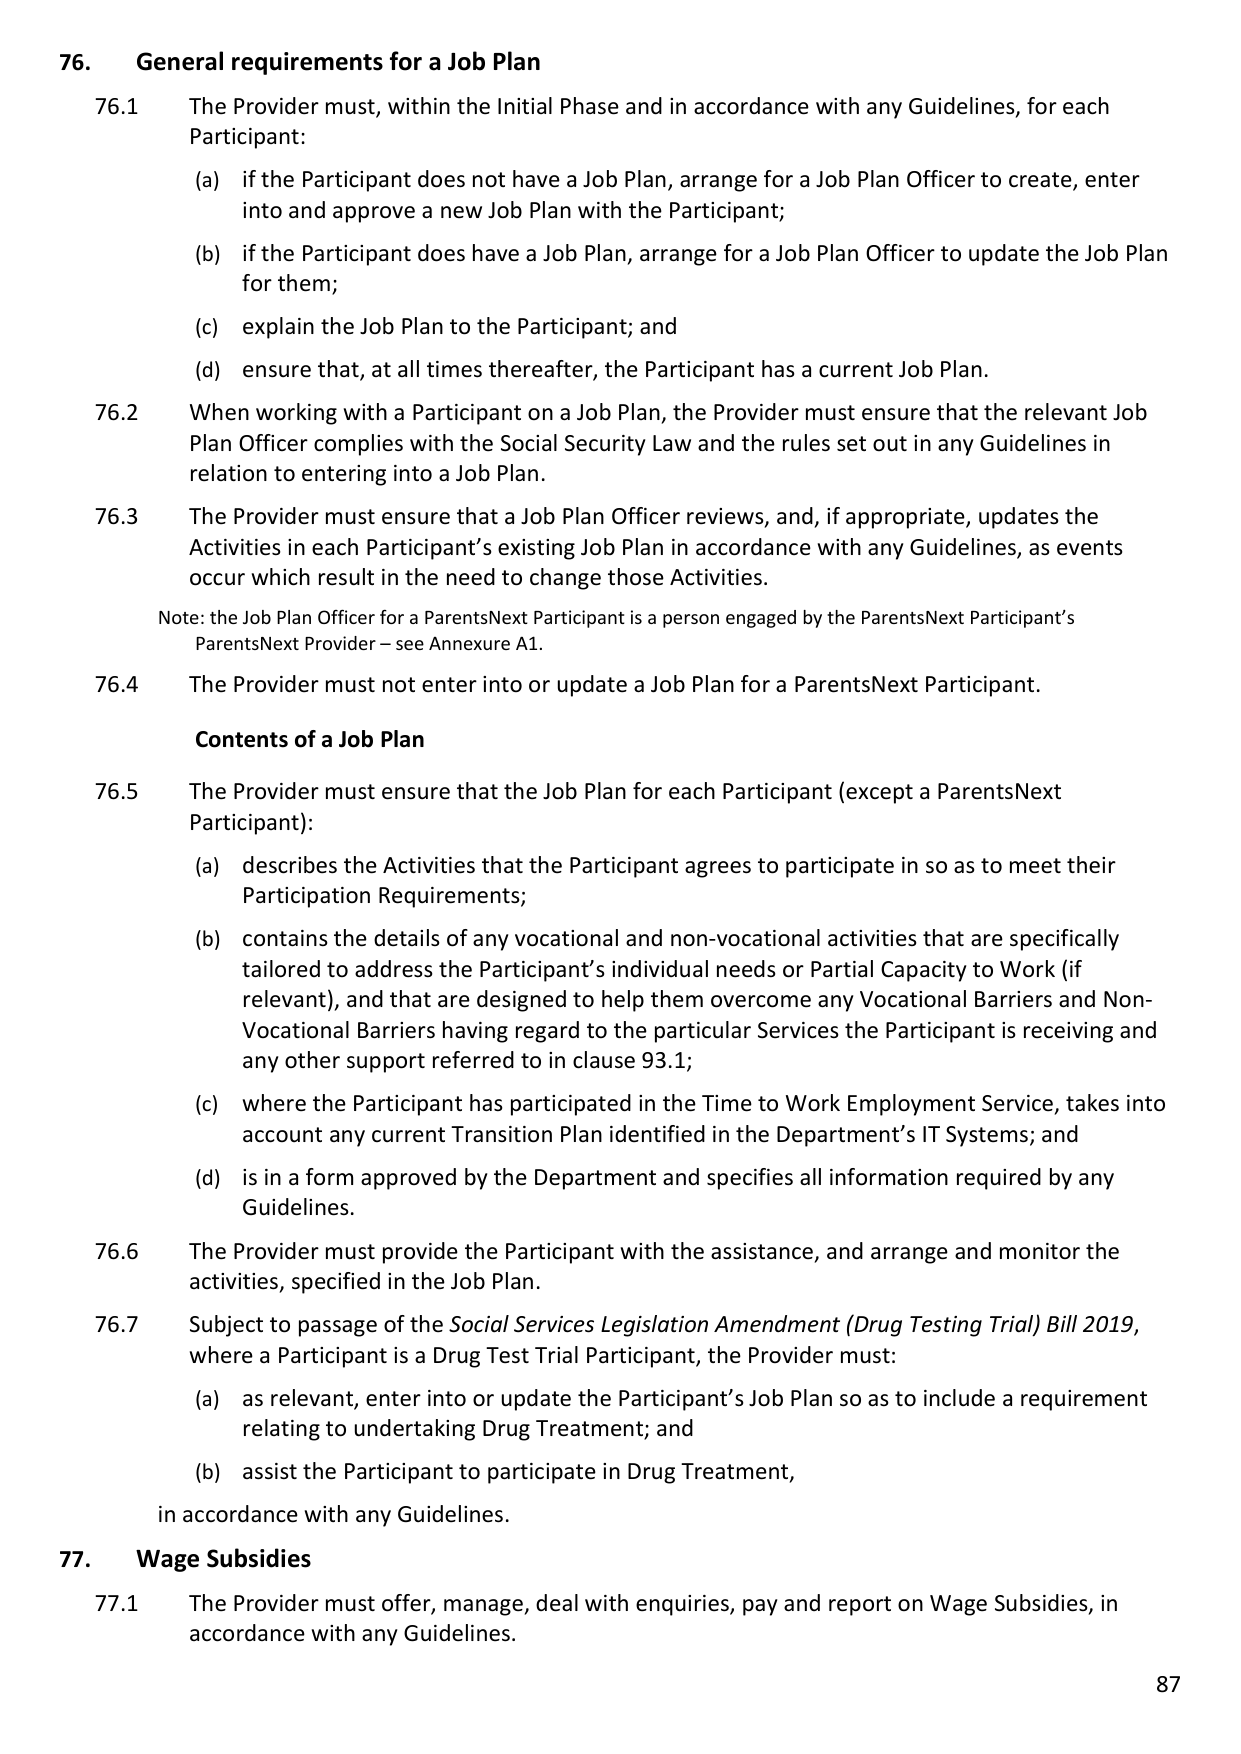 76. General requirements for a Job Plan
76.1 The Provider must, within the Initial Phase and in accordance with any Guidelines, for each
Participant:
(a) if the Participant does not have a Job Plan, arrange for a Job Plan Officer to create, enter
into and approve a new Job Plan with the Participant;
(b) if the Participant does have a Job Plan, arrange for a Job Plan Officer to update the Job Plan
for them;
(c) explain the Job Plan to the Participant; and
(d) ensure that, at all times thereafter, the Participant has a current Job Plan.
76.2 When working with a Participant on a Job Plan, the Provider must ensure that the relevant Job
Plan Officer complies with the Social Security Law and the rules set out in any Guidelines in
relation to entering into a Job Plan.
76.3 The Provider must ensure that a Job Plan Officer reviews, and, if appropriate, updates the
Activities in each Participant’s existing Job Plan in accordance with any Guidelines, as events
occur which result in the need to change those Activities.
Note: the Job Plan Officer for a ParentsNext Participant is a person engaged by the ParentsNext Participant’s
ParentsNext Provider – see Annexure A1.
76.4 The Provider must not enter into or update a Job Plan for a ParentsNext Participant.
Contents of a Job Plan
76.5 The Provider must ensure that the Job Plan for each Participant (except a ParentsNext
Participant):
(a) describes the Activities that the Participant agrees to participate in so as to meet their
Participation Requirements;
(b) contains the details of any vocational and non-vocational activities that are specifically
tailored to address the Participant’s individual needs or Partial Capacity to Work (if
relevant), and that are designed to help them overcome any Vocational Barriers and Non-
Vocational Barriers having regard to the particular Services the Participant is receiving and
any other support referred to in clause 93.1;
(c) where the Participant has participated in the Time to Work Employment Service, takes into
account any current Transition Plan identified in the Department’s IT Systems; and
(d) is in a form approved by the Department and specifies all information required by any
Guidelines.
76.6 The Provider must provide the Participant with the assistance, and arrange and monitor the
activities, specified in the Job Plan.
76.7 Subject to passage of the Social Services Legislation Amendment (Drug Testing Trial) Bill 2019,
where a Participant is a Drug Test Trial Participant, the Provider must:
(a) as relevant, enter into or update the Participant’s Job Plan so as to include a requirement
relating to undertaking Drug Treatment; and
(b) assist the Participant to participate in Drug Treatment,
in accordance with any Guidelines.
77. Wage Subsidies
77.1 The Provider must offer, manage, deal with enquiries, pay and report on Wage Subsidies, in
accordance with any Guidelines.
87